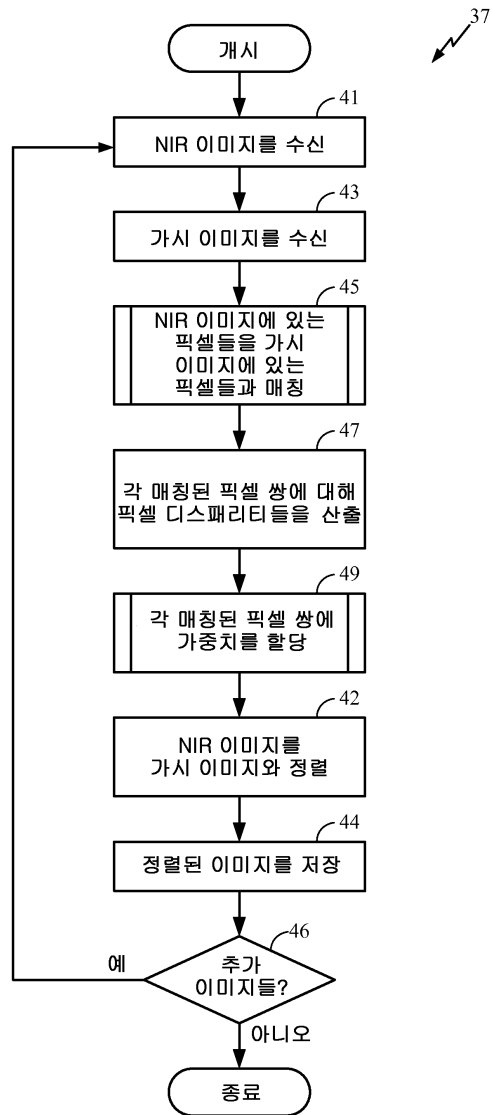 37
개시
41
NIR 이미지를 수신
43
가시 이미지를 수신
45
NIR 이미지에 있는
픽셀들을 가시
이미지에 있는
픽셀들과 매칭
47
각 매칭된 픽셀 쌍에 대해
픽셀 디스패리티들을 산출
49
각 매칭된 픽셀 쌍에
가중치를 할당
42
NIR 이미지를
가시 이미지와 정렬
44
정렬된 이미지를 저장
46
예
추가
이미지들?
아니오
종료